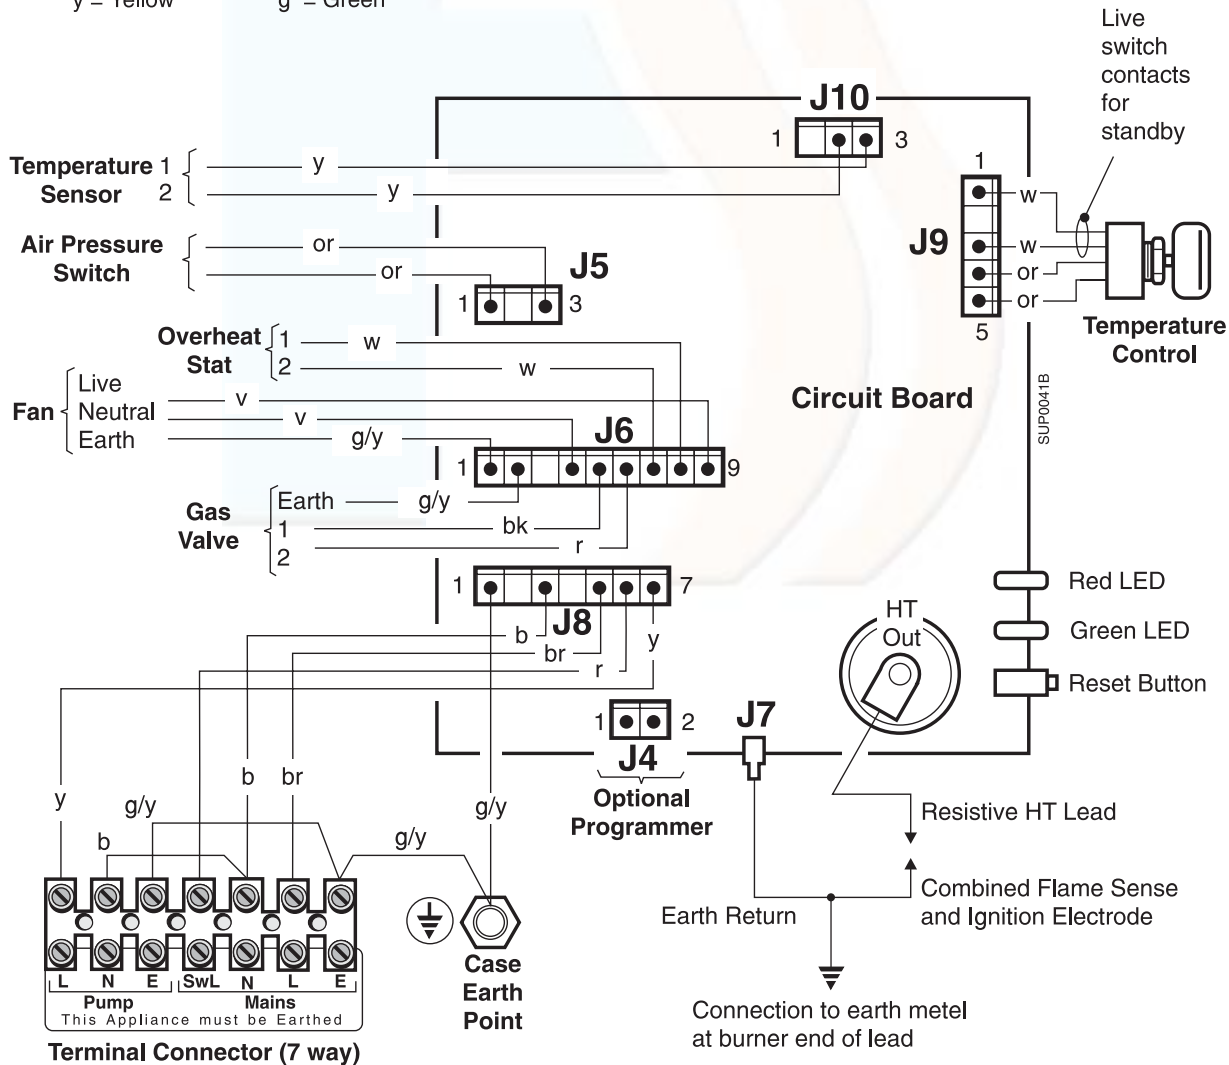 y = Yellow g = Green
Live
switch
contacts
for
standby
J10
1 3
Temperature 1 y
Sensor 2 y
1
w
J9
w
or
or
5
Temperature
Control
Air Pressure or
Switch or
J5
1 3
Overheat 1 w
Stat 2 w
Circuit Board
SUP0041B
Live v
Fan Neutral v
Earth g/y
J6
1 9
Gas
Valve
Earth g/y
1 bk
2 r
1 7
J8
b
br
r
y
HT
Out
Red LED
Green LED
Reset Button
1 2
J4
J7
Optional
Programmer
y
g/y
b
b
br
g/y
g/y
Resistive HT Lead
Combined Flame Sense
and Ignition Electrode
Earth Return
Connection to earth metel
at burner end of lead
Case
Earth
Point
L N E SwL N L E
Pump Mains
This Appliance must be Earthed
Terminal Connector (7 way)